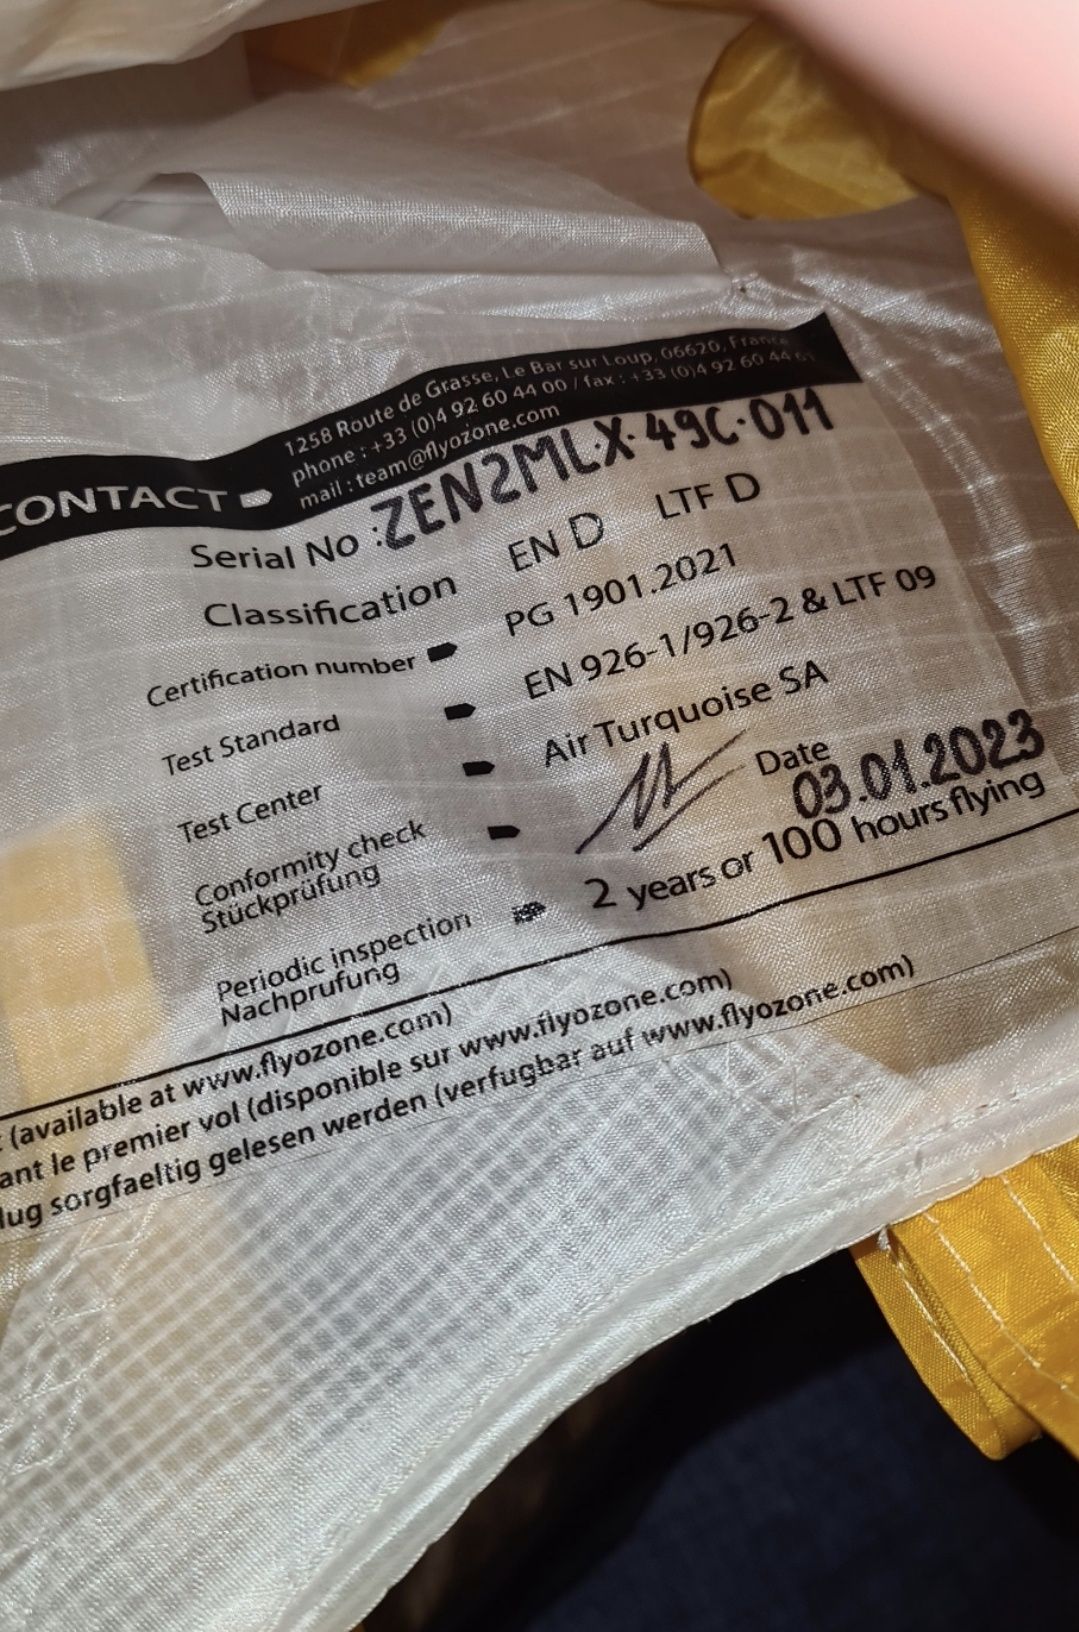 1258 Route de Grasse, Le Bar sur Loup, 06620, France
phone : +33 (0)4 92 60 44 00 / fax : +33 (0)4 92 60 44 61
mail : team@flyozone.com
CONTACT
Serial No : ZEN2ML·X·49C·011
Classification EN D LTF D
Certification number PG 1901.2021
Test Standard EN 926-1/926-2 & LTF 09
Test Center Air Turquoise SA
Conformity check
Stückprüfung
Date
03.01.2023
Periodic inspection 2 years or 100 hours flying
Nachprufung
(available at www.flyozone.com)
ant le premier vol (disponible sur www.flyozone.com)
lug sorgfaeltig gelesen werden (verfugbar auf www.flyozone.com)